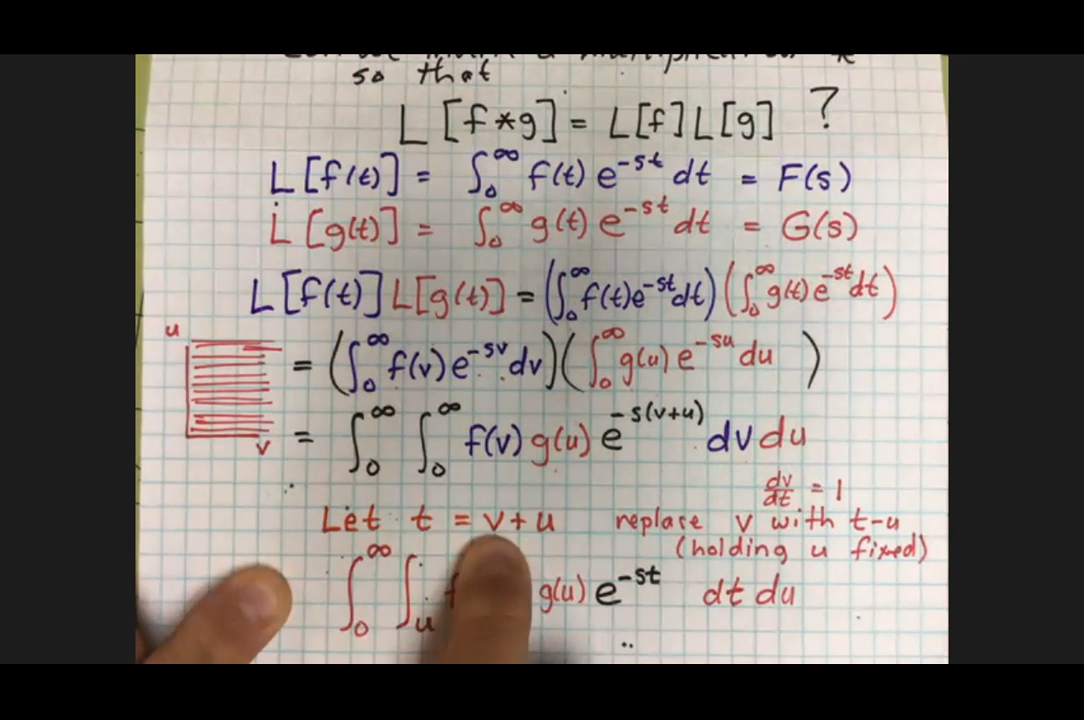 so that
L[f*g] = L[f]L[g] ?
L[f(t)] = ∫₀^∞ f(t) e^{-st} dt = F(s)
L[g(t)] = ∫₀^∞ g(t) e^{-st} dt = G(s)
L[f(t)]L[g(t)] = (∫₀^∞ f(t)e^{-st}dt)(∫₀^∞ g(t)e^{-st}dt)
u
= (∫₀^∞ f(v)e^{-sv}dv)(∫₀^∞ g(u)e^{-su}du)
v
= ∫₀^∞ ∫₀^∞ f(v)g(u)e^{-s(v+u)} dv du
dv/dt = 1
Let t = v+u replace v with t-u
(holding u fixed)
∫₀^∞ ∫_u f g(u)e^{-st} dt du